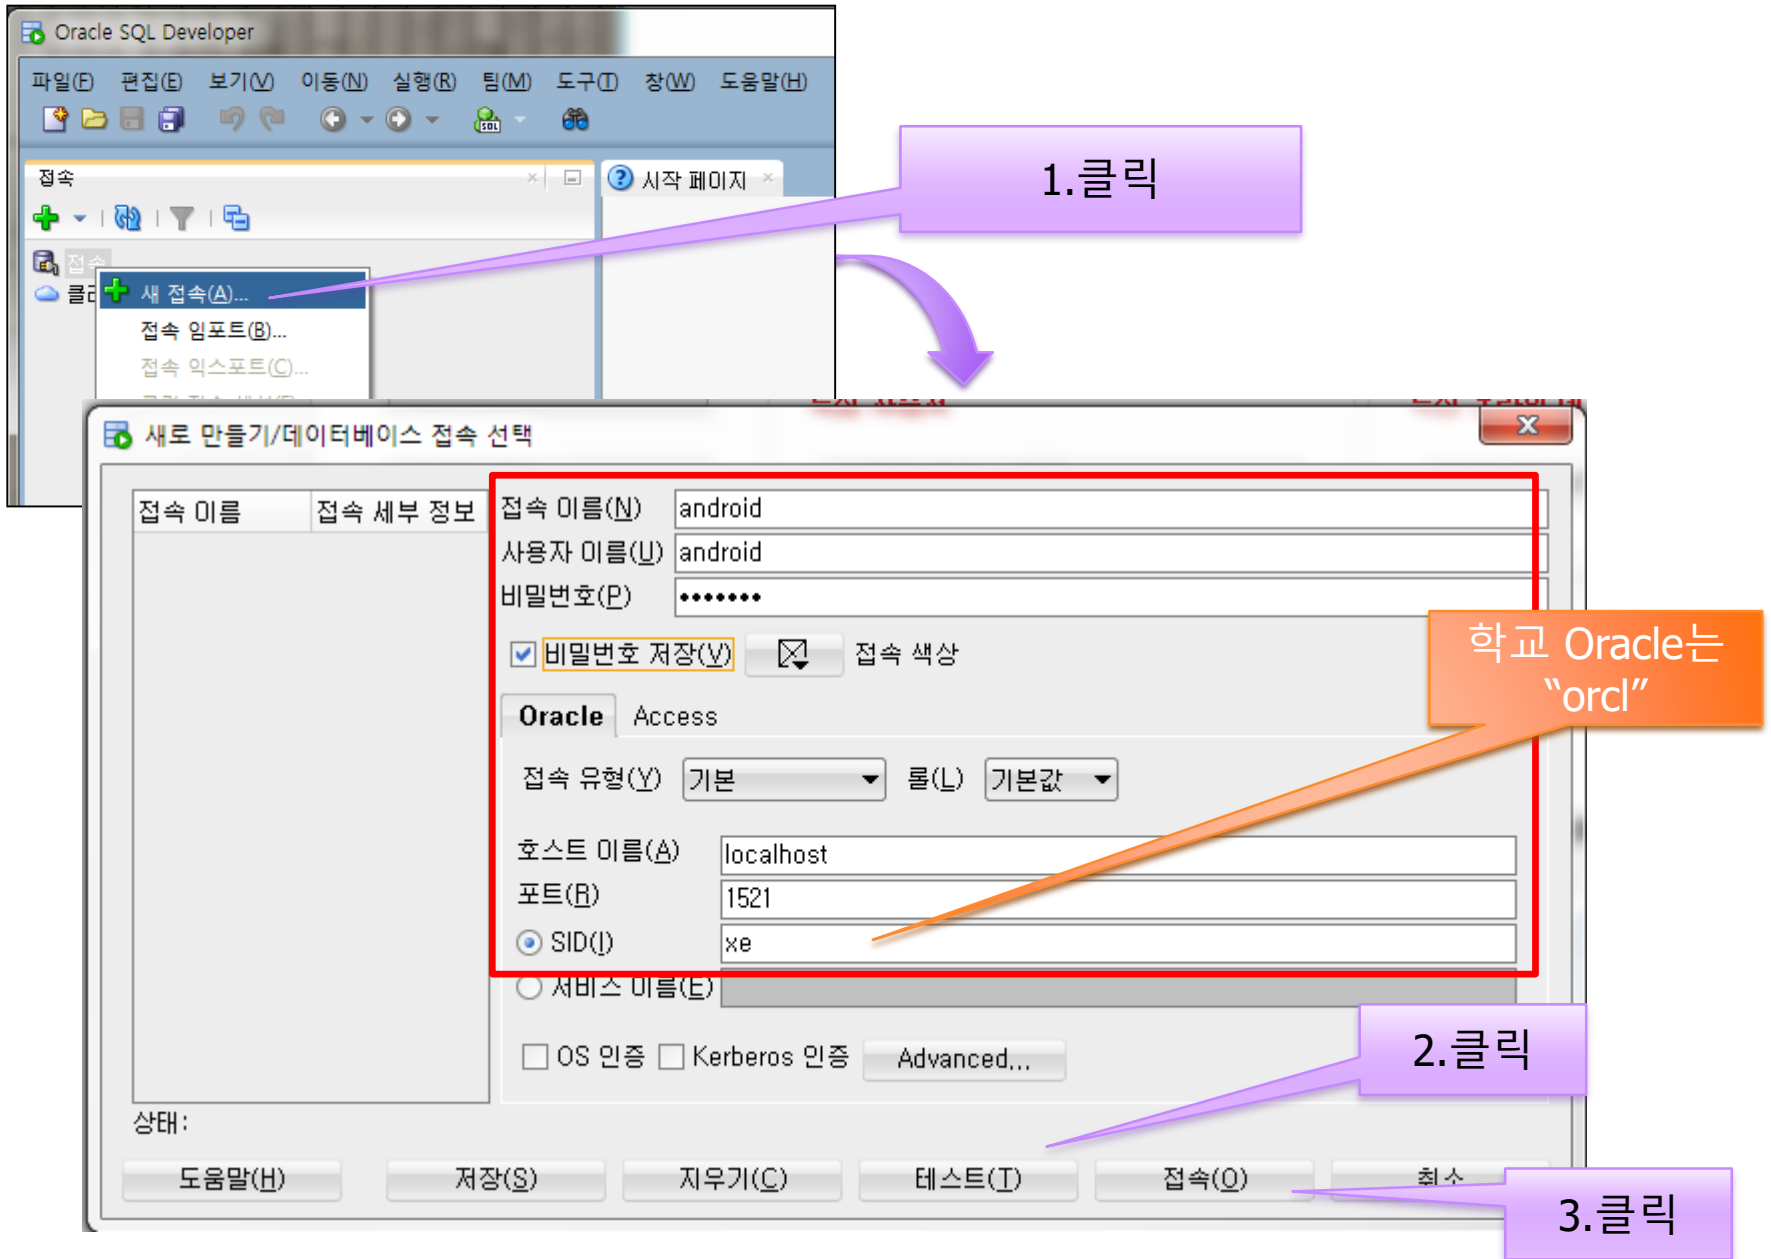 Oracle SQL Developer
파일(F) 편집(E) 보기(V) 이동(N) 실행(R) 팀(M) 도구(T) 창(W) 도움말(H)
접속
시작 페이지
1.클릭
접속
새 접속(A)...
접속 임포트(B)...
접속 익스포트(C)...
새로 만들기/데이터베이스 접속 선택
접속 이름 접속 세부 정보
접속 이름(N) android
사용자 이름(U) android
비밀번호(P) •••••••
비밀번호 저장(V) 접속 색상
학교 Oracle는
“orcl”
Oracle Access
접속 유형(Y) 기본 롤(L) 기본값
호스트 이름(A) localhost
포트(R) 1521
SID(I) xe
서비스 이름(E)
OS 인증 Kerberos 인증 Advanced...
2.클릭
상태:
도움말(H) 저장(S) 지우기(C) 테스트(T) 접속(O) 취소
3.클릭